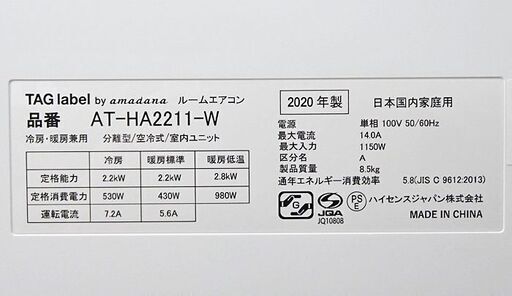 TAG label by amadana ルームエアコン
品番 AT-HA2211-W
冷房・暖房兼用 分離型/空冷式/室内ユニット
冷房 暖房標準 暖房低温
定格能力 2.2kW 2.2kW 2.8kW
定格消費電力 530W 430W 980W
運転電流 7.2A 5.6A
2020年製 日本国内家庭用
電源 単相 100V 50/60Hz
最大電流 14.0A
最大入力 1150W
区分 A
製品質量 8.5kg
通年エネルギー消費効率 5.8(JIS C 9612:2013)
G JQA PS E ハイセンスジャパン株式会社
JQ10808 MADE IN CHINA